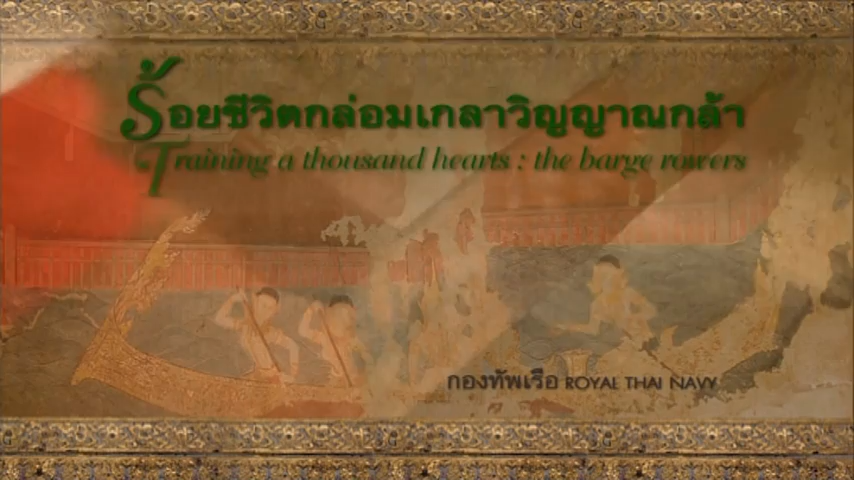 ร้อยชีวิตกล่อมเกลาวิญญาณกล้า
Training a thousand hearts : the barge rowers
กองทัพเรือ ROYAL THAI NAVY